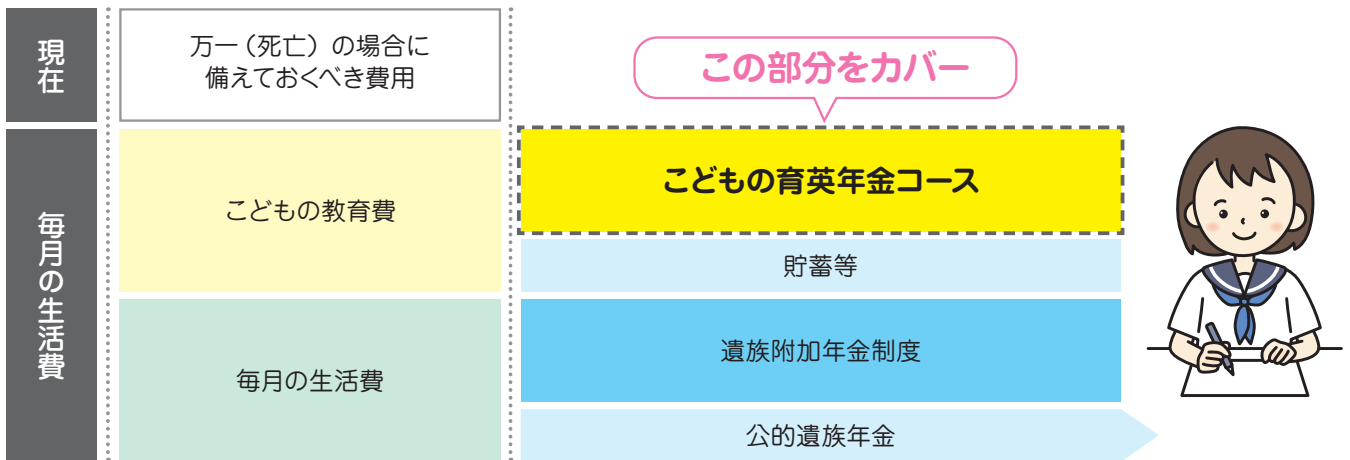 現在
万一（死亡）の場合に
備えておくべき費用
この部分をカバー
毎月の生活費
こどもの教育費
こどもの育英年金コース
貯蓄等
毎月の生活費
遺族附加年金制度
公的遺族年金